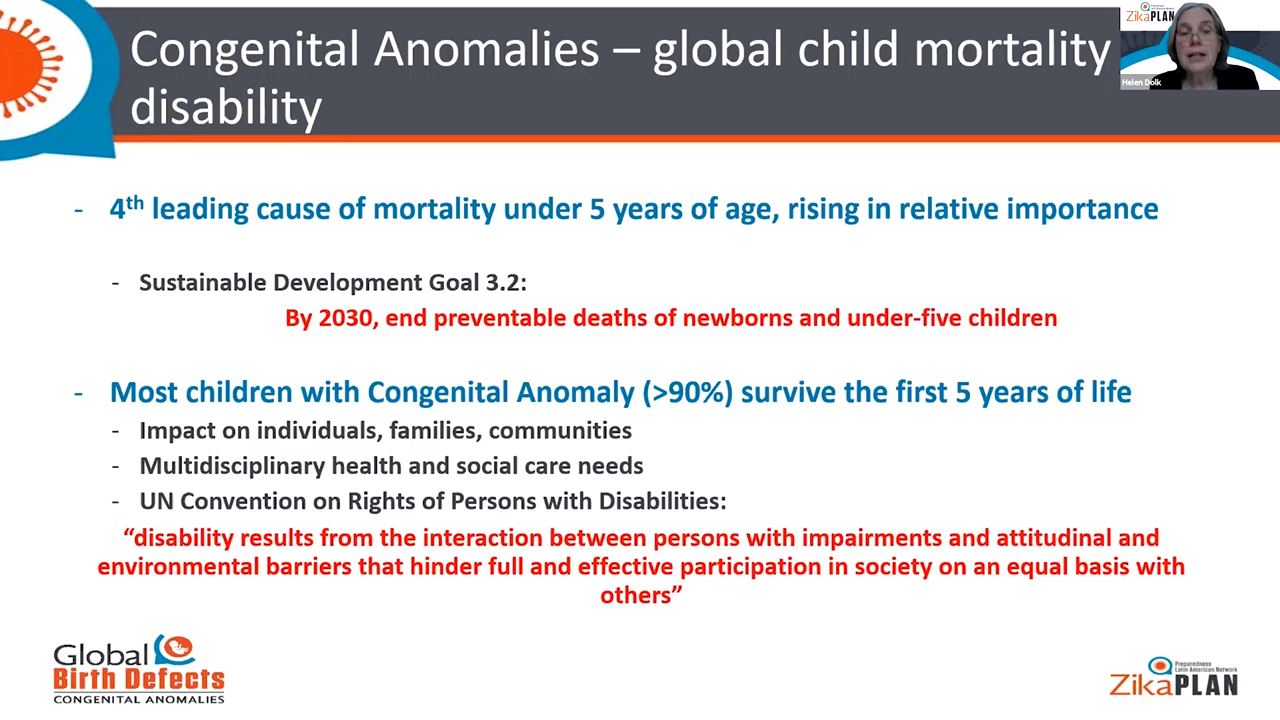 Congenital Anomalies – global child mortality
disability
ZikaPLAN
Helen Dolk
- 4th leading cause of mortality under 5 years of age, rising in relative importance
- Sustainable Development Goal 3.2:
By 2030, end preventable deaths of newborns and under-five children
- Most children with Congenital Anomaly (>90%) survive the first 5 years of life
- Impact on individuals, families, communities
- Multidisciplinary health and social care needs
- UN Convention on Rights of Persons with Disabilities:
“disability results from the interaction between persons with impairments and attitudinal and
environmental barriers that hinder full and effective participation in society on an equal basis with
others”
Global
Birth Defects
CONGENITAL ANOMALIES
Preparedness
Latin American Network
ZikaPLAN